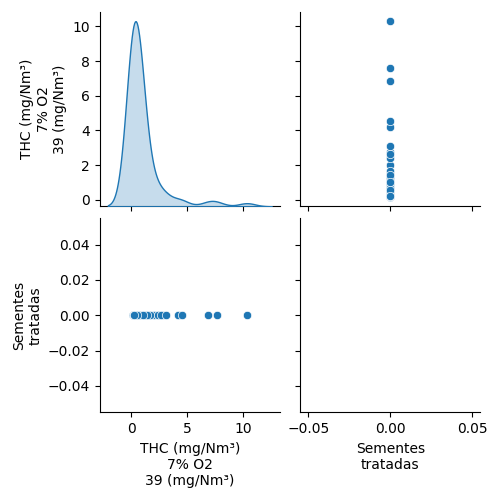 THC (mg/Nm³)
7% O2
39 (mg/Nm³)
10
8
6
4
2
0
Sementes
tratadas
0.04
0.02
0.00
−0.02
−0.04
0
5
10
THC (mg/Nm³)
7% O2
39 (mg/Nm³)
−0.05
0.00
0.05
Sementes
tratadas